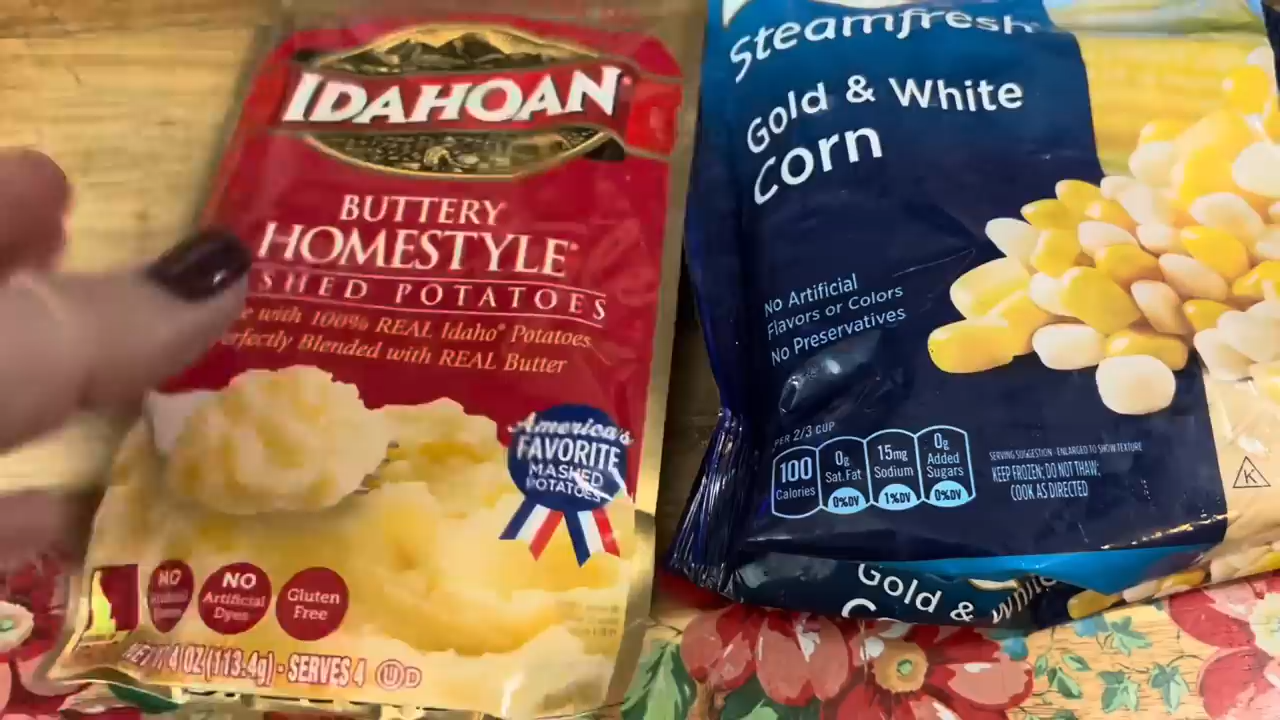 IDAHOAN
BUTTERY
HOMESTYLE®
SHED POTATOES
with 100% REAL Idaho® Potatoes
erfectly Blended with REAL Butter
America's
FAVORITE
MASHED
POTATOES
NO
NO
Artificial
Dyes
Gluten
Free
NET WT 4 OZ (113.4g) • SERVES 4 UD
Steamfresh
Gold & White
Corn
No Artificial
Flavors or Colors
No Preservatives
PER 2/3 CUP
100
Calories
0g
Sat. Fat
0%DV
15mg
Sodium
1%DV
0g
Added
Sugars
0%DV
SERVING SUGGESTION - ENLARGED TO SHOW TEXTURE
KEEP FROZEN; DO NOT THAW;
COOK AS DIRECTED
K
Gold & White